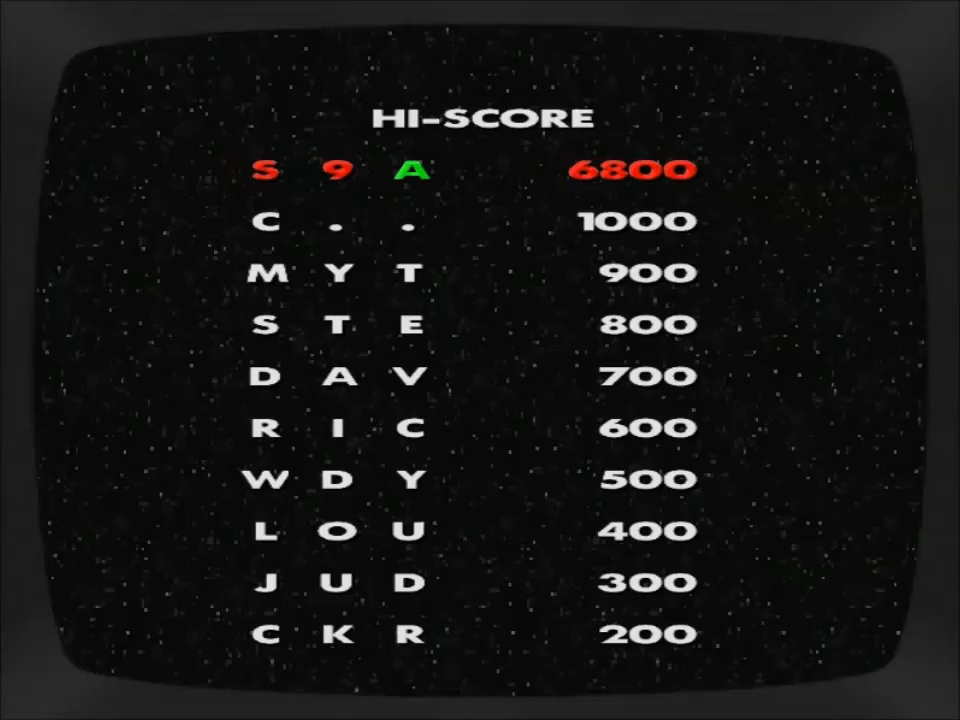 HI-SCORE
S 9 A 6800
C . . 1000
M Y T 900
S T E 800
D A V 700
R I C 600
W D Y 500
L O U 400
J U D 300
C K R 200